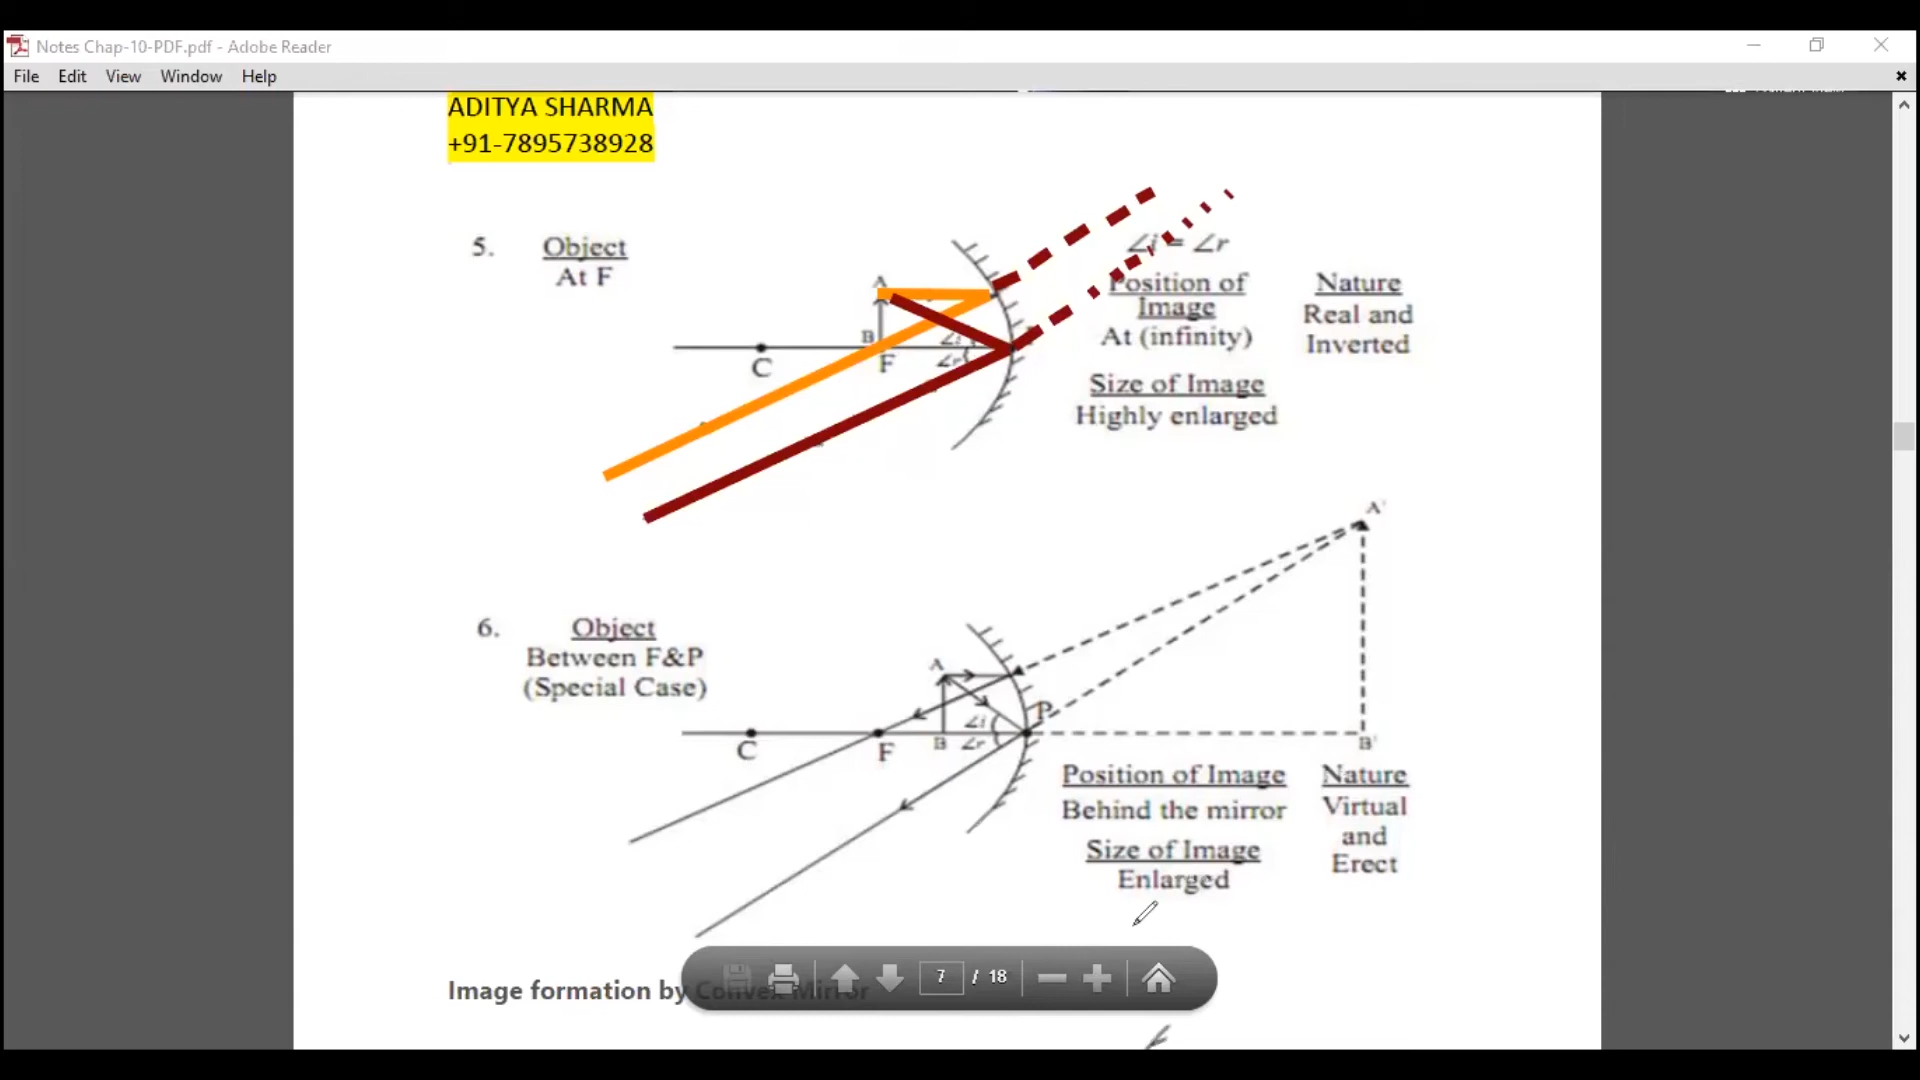 Notes Chap-10-PDF.pdf - Adobe Reader
File Edit View Window Help
ADITYA SHARMA
+91-7895738928
5. Object
At F
A
B
C
F
∠i
∠r
∠i = ∠r
Position of
Image
At (infinity)
Nature
Real and
Inverted
Size of Image
Highly enlarged
6. Object
Between F&P
(Special Case)
A'
A
P
∠i
∠r
C
F
B
B'
Position of Image
Behind the mirror
Nature
Virtual
and
Erect
Size of Image
Enlarged
7 / 18
Image formation by Convex Mirror